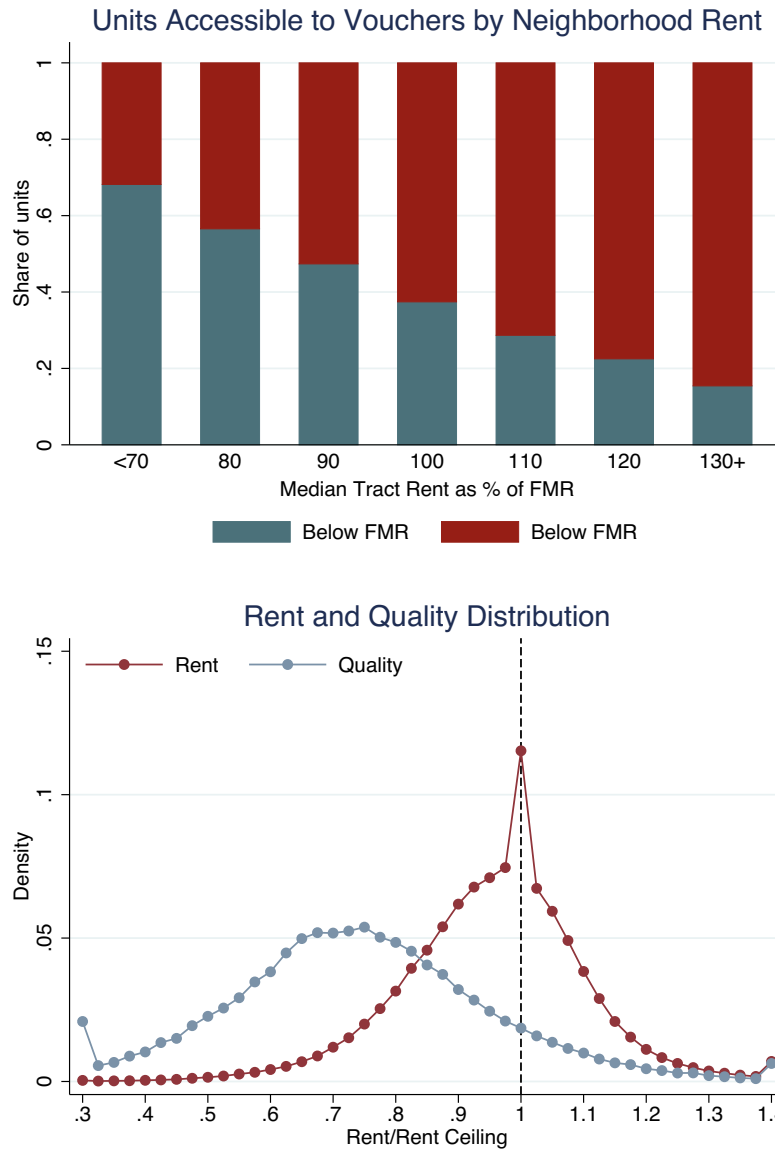 Units Accessible to Vouchers by Neighborhood Rent
1
.8
.6
.4
.2
0
Share of units
<70 80 90 100 110 120 130+
Median Tract Rent as % of FMR
Below FMR Below FMR
Rent and Quality Distribution
Rent Quality
.15
.1
.05
0
Density
.3 .4 .5 .6 .7 .8 .9 1 1.1 1.2 1.3
Rent/Rent Ceiling